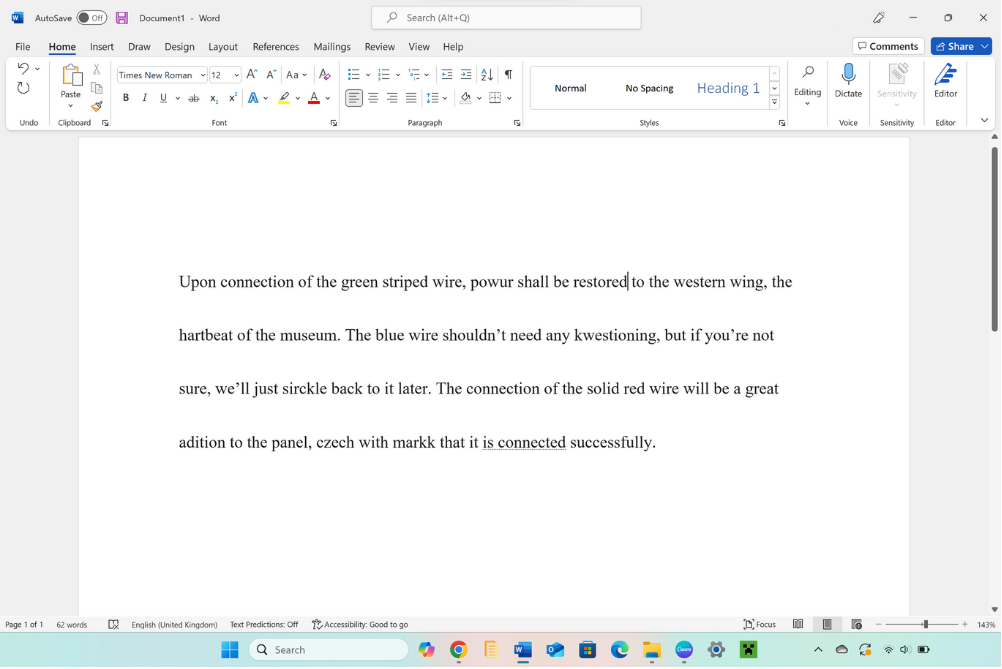 AutoSave Off Document1 - Word Search (Alt+Q)
File Home Insert Draw Design Layout References Mailings Review View Help Comments Share
Times New Roman 12 Aa
Paste B I U ab x₂ x² A A Normal No Spacing Heading 1 Editing Dictate Sensitivity Editor
Undo Clipboard Font Paragraph Styles Voice Sensitivity Editor
Upon connection of the green striped wire, powur shall be restored to the western wing, the
hartbeat of the museum. The blue wire shouldn’t need any kwestioning, but if you’re not
sure, we’ll just sirckle back to it later. The connection of the solid red wire will be a great
adition to the panel, czech with markk that it is connected successfully.
Page 1 of 1 62 words English (United Kingdom) Text Predictions: Off Accessibility: Good to go Focus 143%
Search